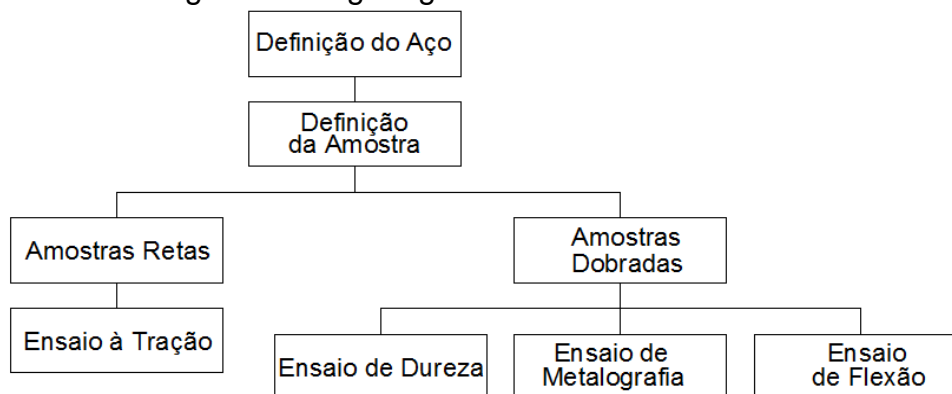 Definição do Aço
Definição
da Amostra
Amostras Retas
Amostras
Dobradas
Ensaio à Tração
Ensaio de Dureza
Ensaio de
Metalografia
Ensaio
de Flexão